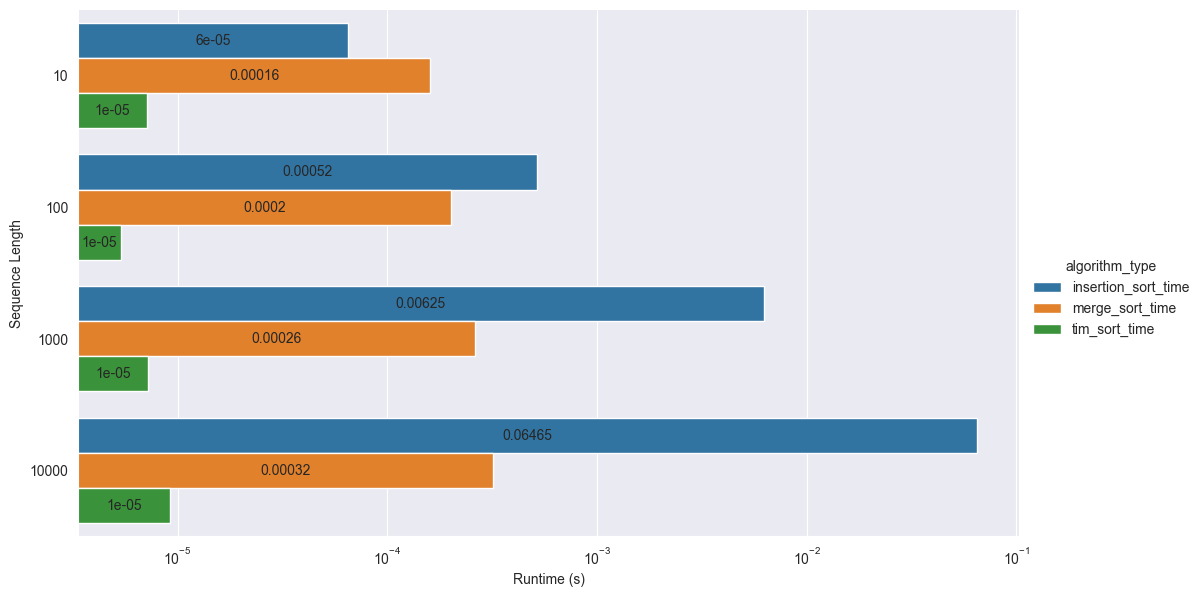 6e-05
10
0.00016
1e-05
0.00052
100
0.0002
1e-05
0.00625
1000
0.00026
1e-05
0.06465
10000
0.00032
1e-05
Sequence Length
10⁻⁵ 10⁻⁴ 10⁻³ 10⁻² 10⁻¹
Runtime (s)
algorithm_type
insertion_sort_time
merge_sort_time
tim_sort_time